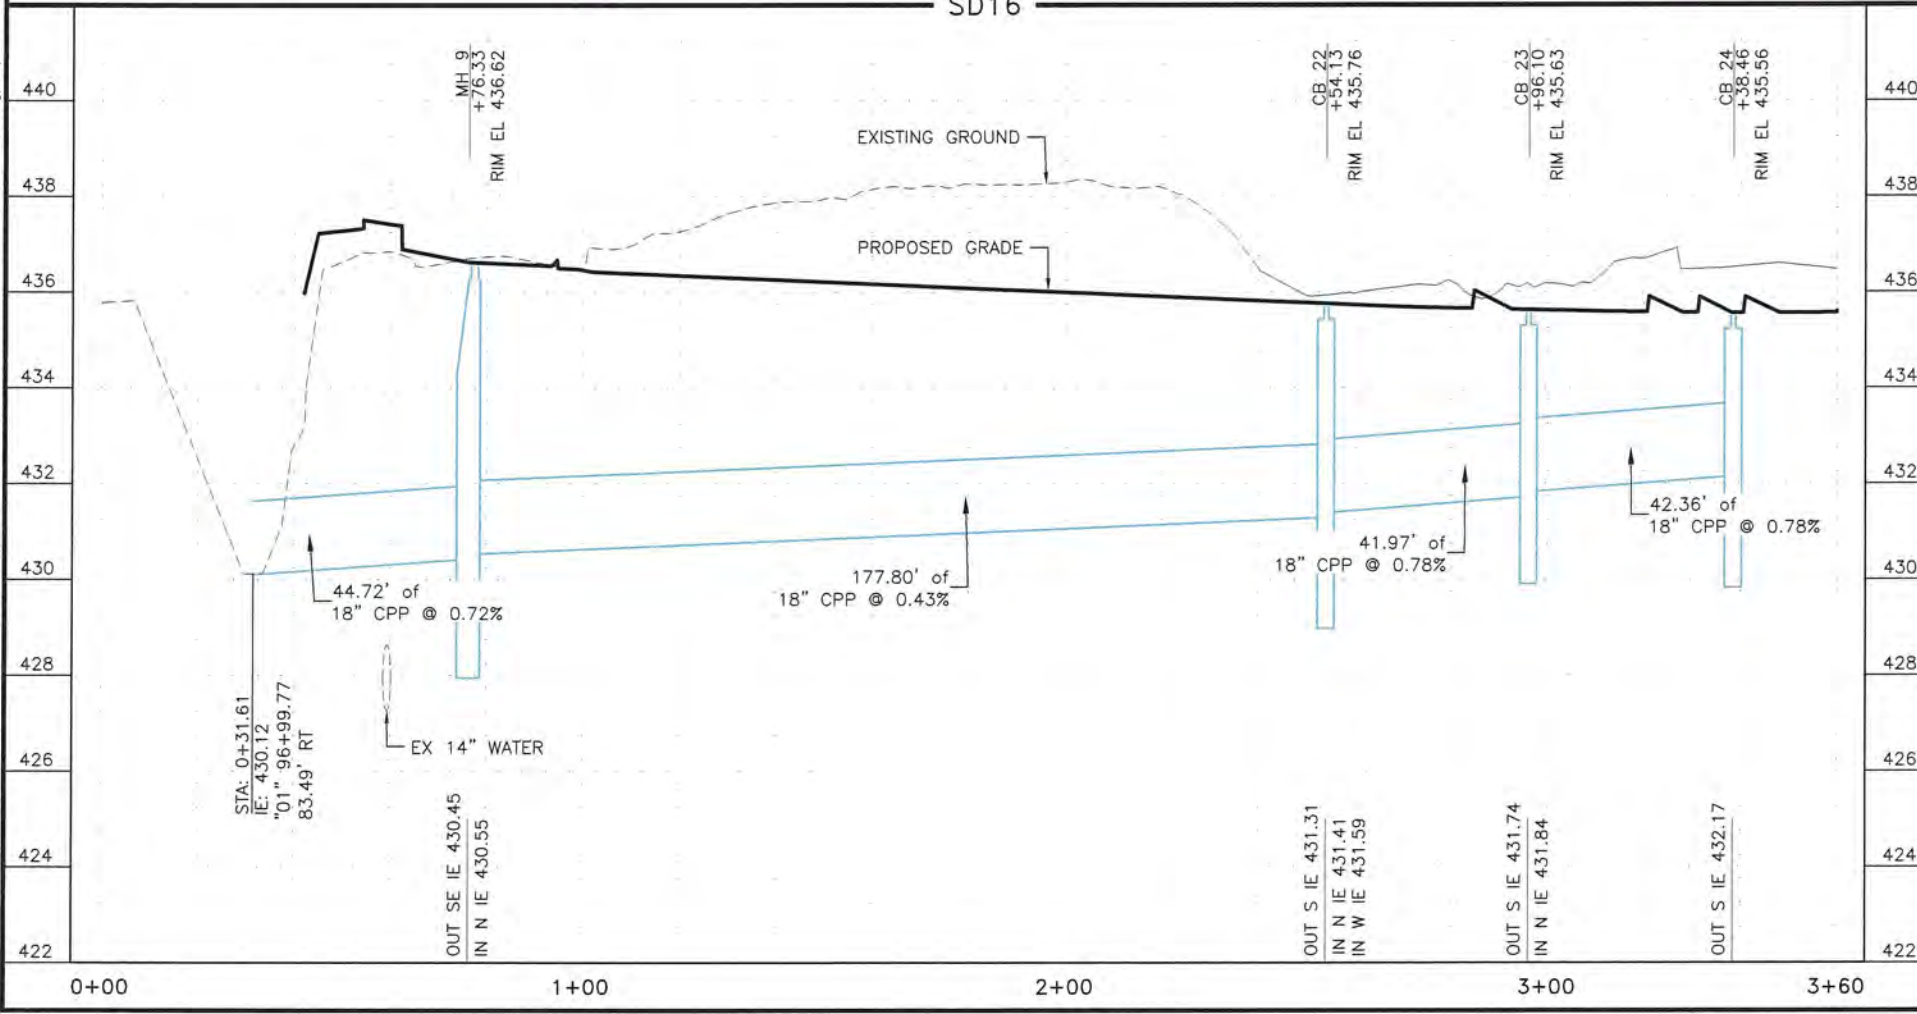 SD16
MH 9
+76.33
RIM EL 436.62
CB 22
+54.13
RIM EL 435.76
CB 23
+96.10
RIM EL 435.63
CB 24
+38.46
RIM EL 435.56
440
440
EXISTING GROUND
438
438
PROPOSED GRADE
436
436
434
434
432
432
42.36' of
18" CPP @ 0.78%
41.97' of
18" CPP @ 0.78%
430
430
177.80' of
18" CPP @ 0.43%
44.72' of
18" CPP @ 0.72%
428
428
STA: 0+31.61
IE: 430.12
"01" 96+99.77
83.49' RT
EX 14" WATER
426
426
OUT SE IE 430.45
IN N IE 430.55
OUT S IE 431.31
IN N IE 431.41
IN W IE 431.59
OUT S IE 431.74
IN N IE 431.84
OUT S IE 432.17
424
424
422
422
0+00
1+00
2+00
3+00
3+60